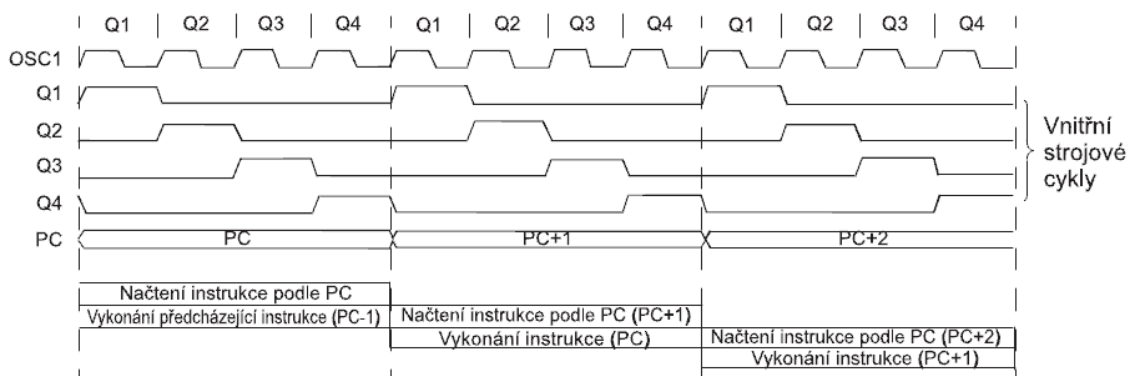 Q1 Q2 Q3 Q4 Q1 Q2 Q3 Q4 Q1 Q2 Q3 Q4
OSC1
Q1
Q2
Q3
Q4
Vnitřní
strojové
cykly
PC PC PC+1 PC+2
Načtení instrukce podle PC
Vykonání předcházející instrukce (PC-1) Načtení instrukce podle PC (PC+1)
Vykonání instrukce (PC) Načtení instrukce podle PC (PC+2)
Vykonání instrukce (PC+1)